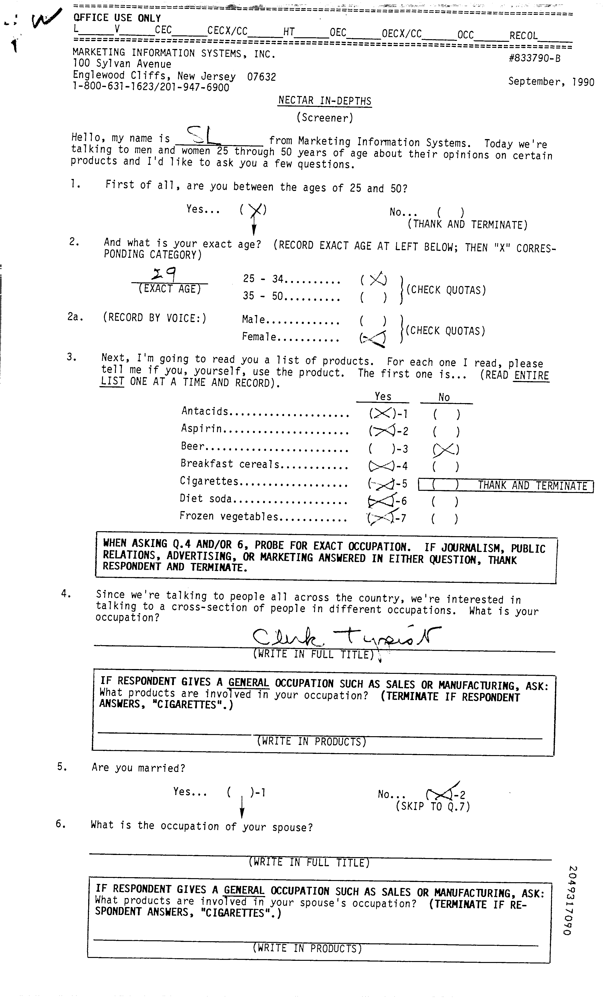 W
1
OFFICE USE ONLY
L____V____CEC____CECX/CC____HT____OEC____OECX/CC____OCC____RECOL____
MARKETING INFORMATION SYSTEMS, INC. #833790-B
100 Sylvan Avenue
Englewood Cliffs, New Jersey 07632 September, 1990
1-800-631-1623/201-947-6900
NECTAR IN-DEPTHS
(Screener)
Hello, my name is SL from Marketing Information Systems. Today we're
talking to men and women 25 through 50 years of age about their opinions on certain
products and I'd like to ask you a few questions.
1. First of all, are you between the ages of 25 and 50?
Yes... (X) No... ( )
(THANK AND TERMINATE)
2. And what is your exact age? (RECORD EXACT AGE AT LEFT BELOW; THEN "X" CORRES-
PONDING CATEGORY)
29 25 - 34.......... (X)
(EXACT AGE) 35 - 50.......... ( ) (CHECK QUOTAS)
2a. (RECORD BY VOICE:) Male............. ( )
Female........... (X) (CHECK QUOTAS)
3. Next, I'm going to read you a list of products. For each one I read, please
tell me if you, yourself, use the product. The first one is... (READ ENTIRE
LIST ONE AT A TIME AND RECORD).
Yes No
Antacids.................... (X)-1 ( )
Aspirin..................... (X)-2 ( )
Beer........................ ( )-3 (X)
Breakfast cereals........... (X)-4 ( )
Cigarettes.................. (X)-5 ( ) THANK AND TERMINATE
Diet soda................... (X)-6 ( )
Frozen vegetables........... (X)-7 ( )
WHEN ASKING Q.4 AND/OR 6, PROBE FOR EXACT OCCUPATION. IF JOURNALISM, PUBLIC
RELATIONS, ADVERTISING, OR MARKETING ANSWERED IN EITHER QUESTION, THANK
RESPONDENT AND TERMINATE.
4. Since we're talking to people all across the country, we're interested in
talking to a cross-section of people in different occupations. What is your
occupation?
Clerk Typist
(WRITE IN FULL TITLE)
IF RESPONDENT GIVES A GENERAL OCCUPATION SUCH AS SALES OR MANUFACTURING, ASK:
What products are involved in your occupation? (TERMINATE IF RESPONDENT
ANSWERS, "CIGARETTES".)
(WRITE IN PRODUCTS)
5. Are you married?
Yes... ( )-1 No... (X)-2
(SKIP TO Q.7)
6. What is the occupation of your spouse?
(WRITE IN FULL TITLE)
IF RESPONDENT GIVES A GENERAL OCCUPATION SUCH AS SALES OR MANUFACTURING, ASK:
What products are involved in your spouse's occupation? (TERMINATE IF RE-
SPONDENT ANSWERS, "CIGARETTES".)
(WRITE IN PRODUCTS)
2049317090